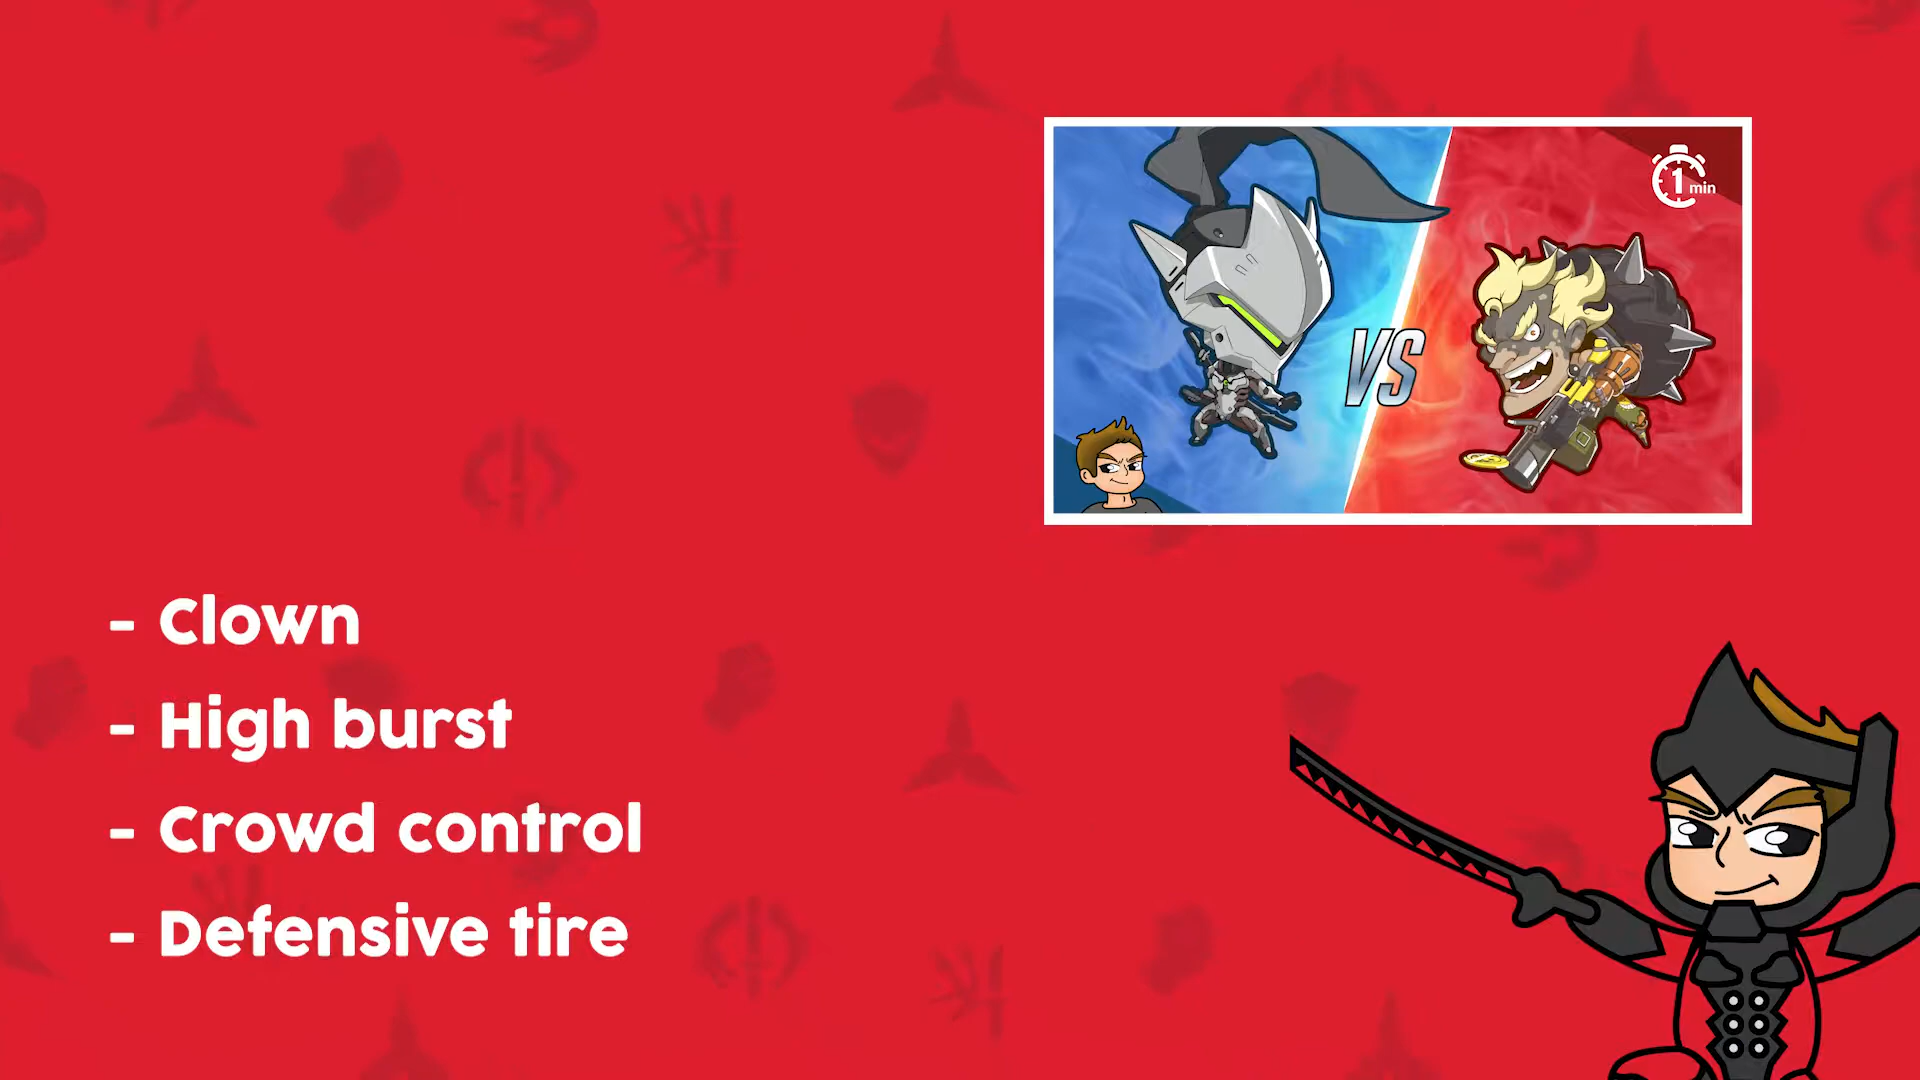 1 min
VS
- Clown
- High burst
- Crowd control
- Defensive tire